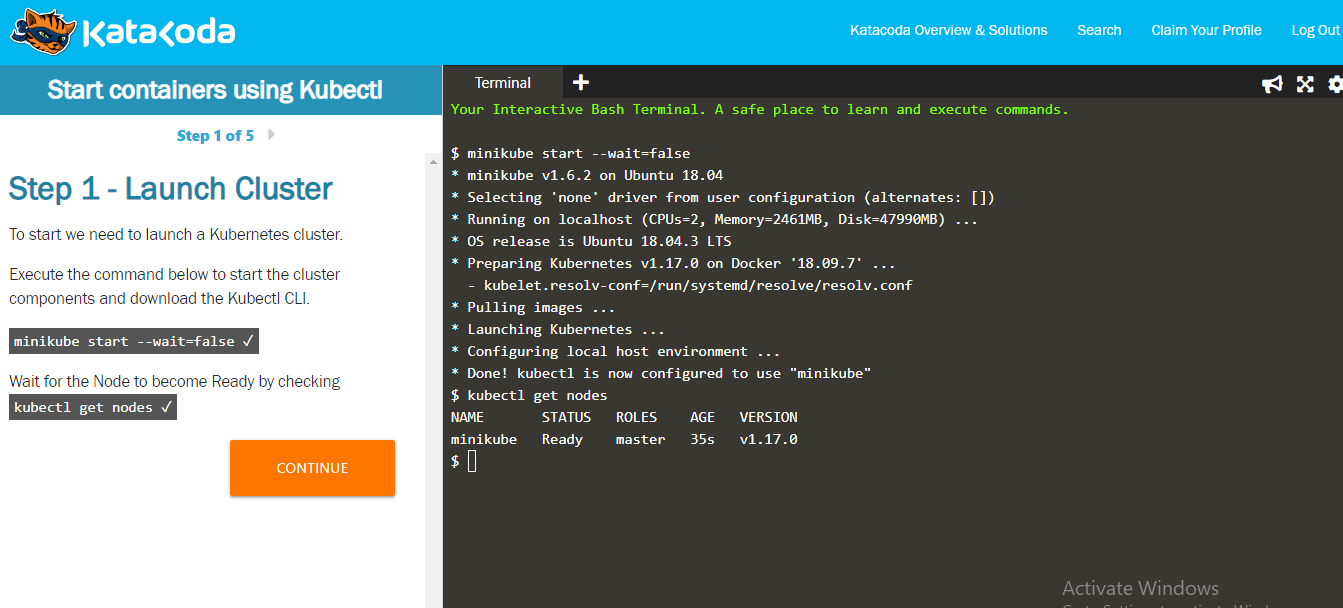 KataKoda
Katacoda Overview & Solutions
Search
Claim Your Profile
Log Out
Start containers using Kubectl
Step 1 of 5
Step 1 - Launch Cluster
To start we need to launch a Kubernetes cluster.
Execute the command below to start the cluster
components and download the Kubectl CLI.
minikube start --wait=false ✓
Wait for the Node to become Ready by checking
kubectl get nodes ✓
CONTINUE
Terminal
Your Interactive Bash Terminal. A safe place to learn and execute commands.
$ minikube start --wait=false
* minikube v1.6.2 on Ubuntu 18.04
* Selecting 'none' driver from user configuration (alternates: [])
* Running on localhost (CPUs=2, Memory=2461MB, Disk=47990MB) ...
* OS release is Ubuntu 18.04.3 LTS
* Preparing Kubernetes v1.17.0 on Docker '18.09.7' ...
  - kubelet.resolv-conf=/run/systemd/resolve/resolv.conf
* Pulling images ...
* Launching Kubernetes ...
* Configuring local host environment ...
* Done! kubectl is now configured to use "minikube"
$ kubectl get nodes
NAME       STATUS   ROLES    AGE   VERSION
minikube   Ready    master   35s   v1.17.0
$
Activate Windows